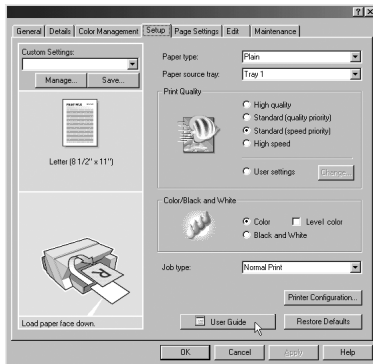 General Details Color Management Setup Page Settings Edit Maintenance
Custom Settings:
Manage... Save...
Letter (8 1/2" x 11")
Load paper face down.
Paper type: Plain
Paper source tray: Tray 1
Print Quality
High quality
Standard (quality priority)
Standard (speed priority)
High speed
User settings Change...
Color/Black and White
Color Level color
Black and White
Job type: Normal Print
Printer Configuration...
User Guide Restore Defaults
OK Cancel Apply Help